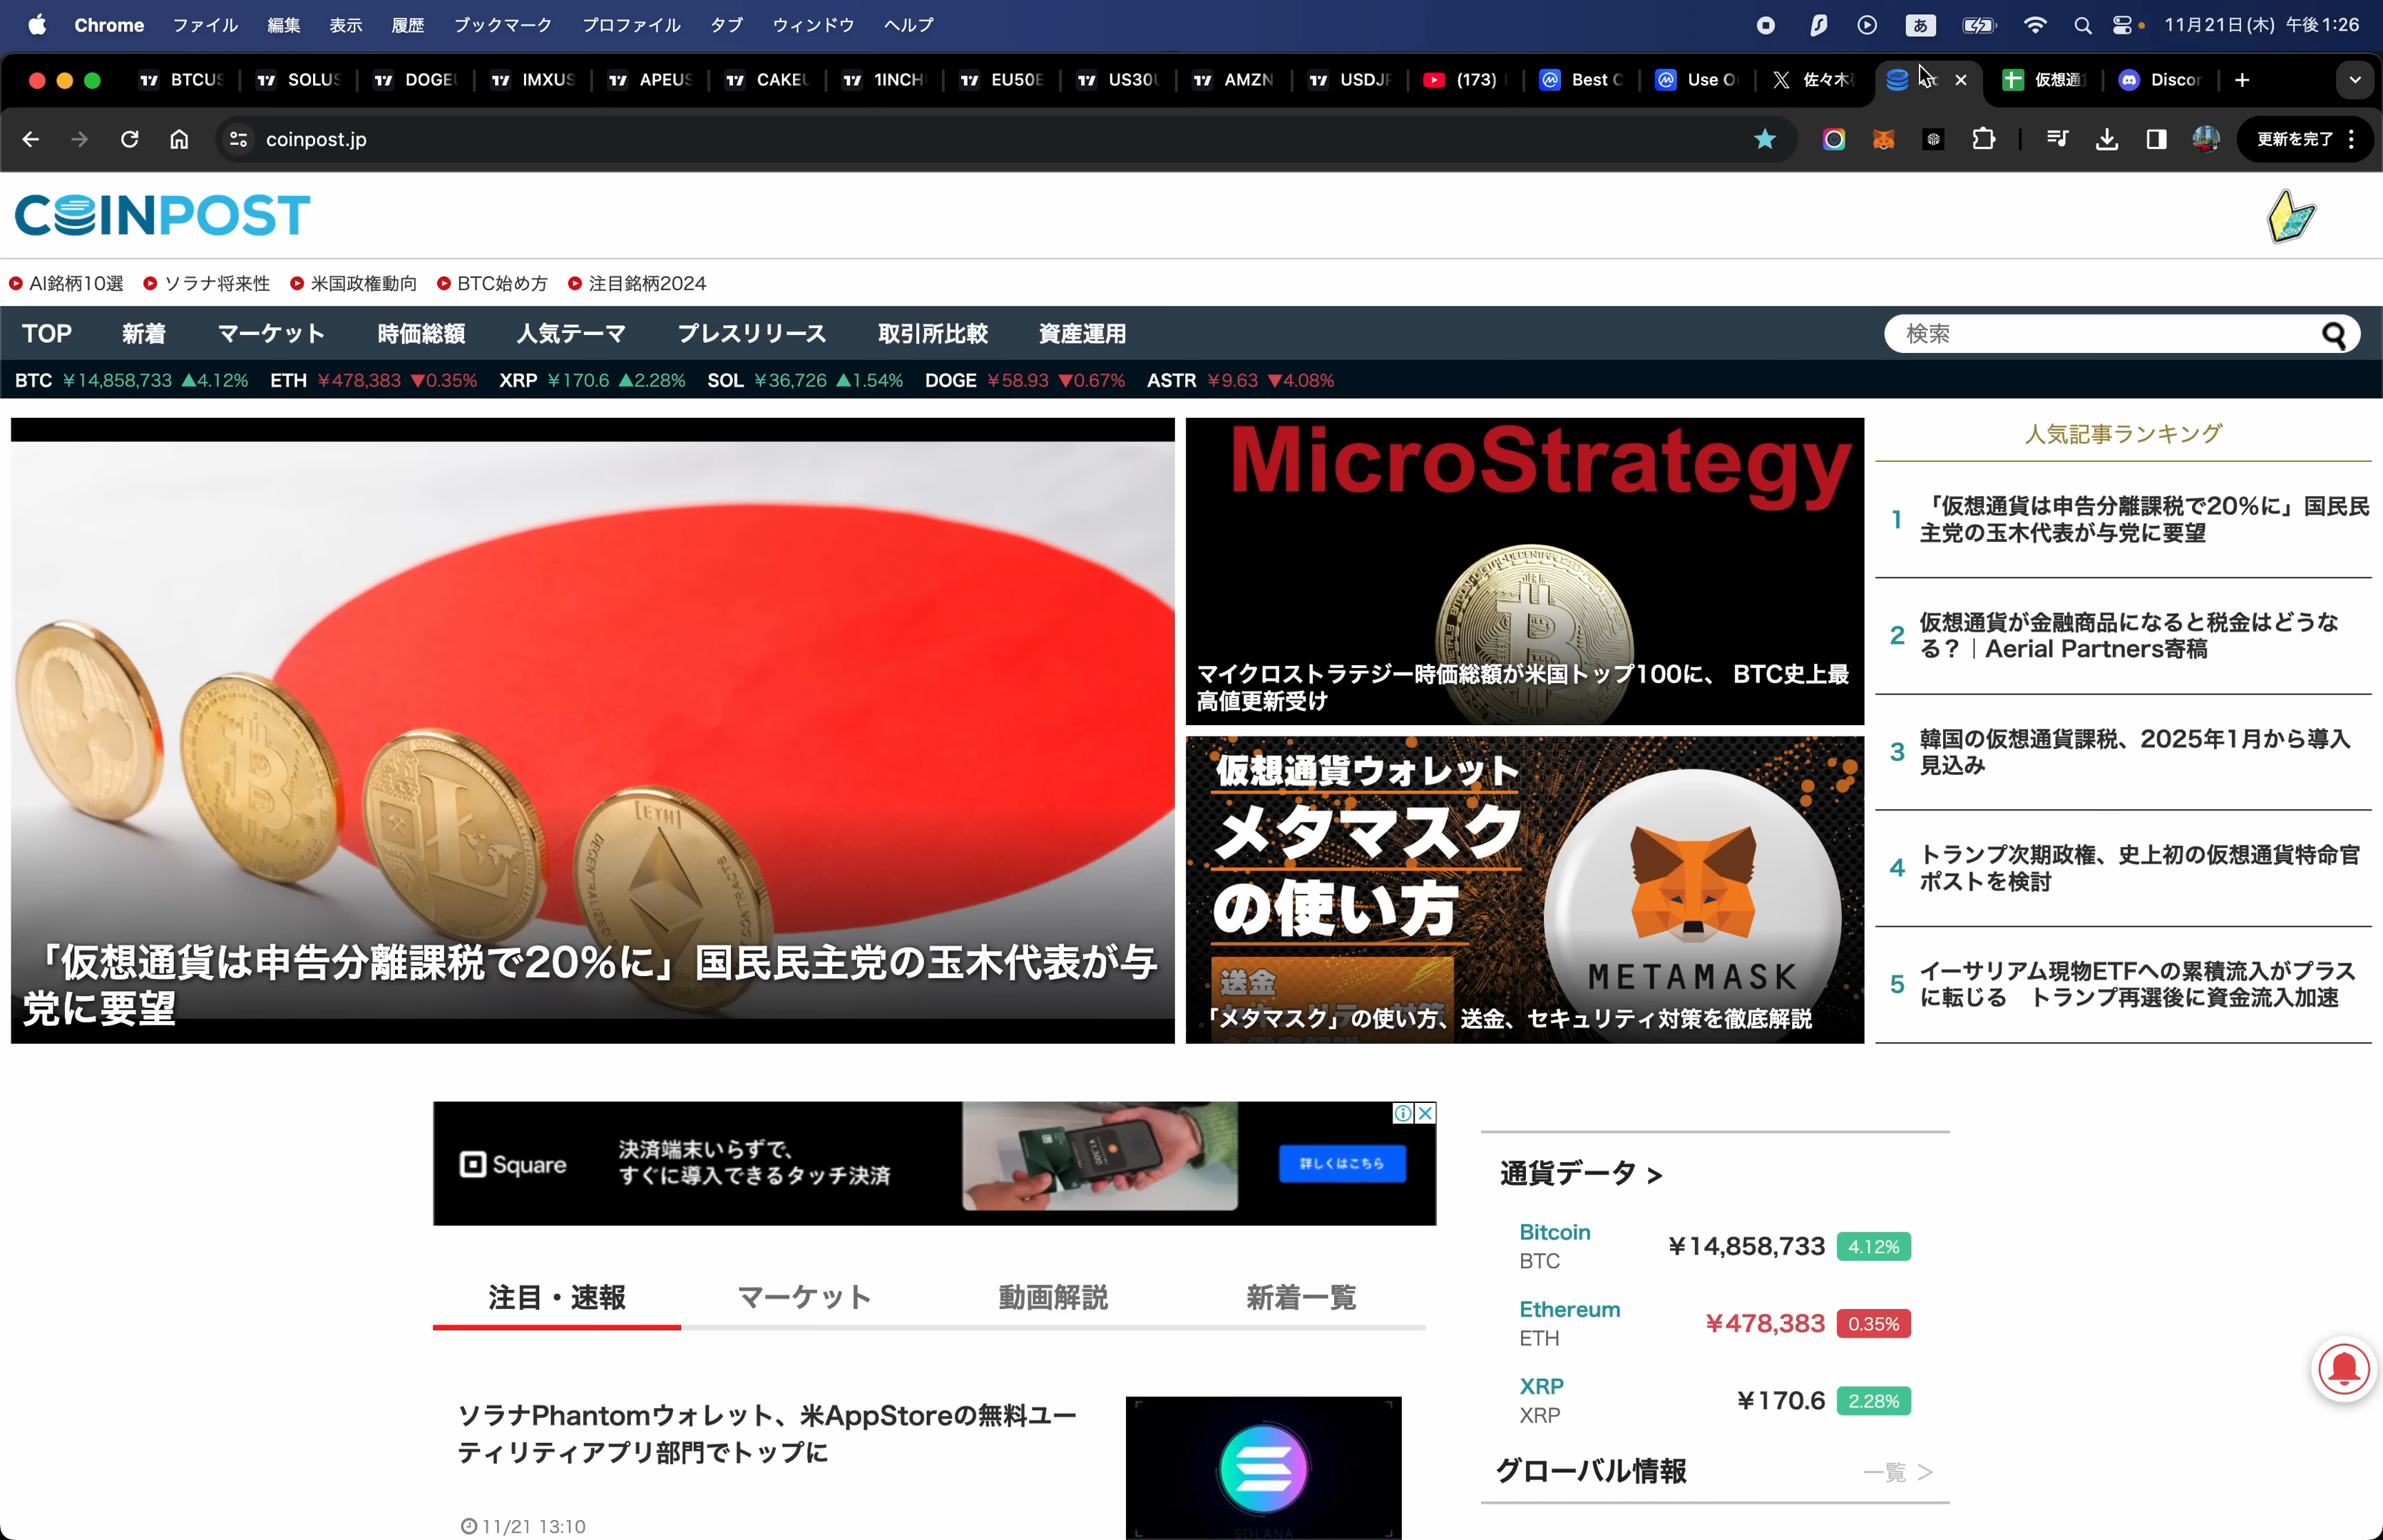 Chrome ファイル 編集 表示 履歴 ブックマーク プロファイル タブ ウィンドウ ヘルプ あ 11月21日(木) 午後1:26
BTCUS SOLUS DOGEU IMXUS APEUS CAKEU 1INCH EU50E US30U AMZN USDJP (173) Best C Use O 佐々木 仮想通 Discor
coinpost.jp 更新を完了
COINPOST
AI銘柄10選 ソラナ将来性 米国政権動向 BTC始め方 注目銘柄2024
TOP 新着 マーケット 時価総額 人気テーマ プレスリリース 取引所比較 資産運用 検索
BTC ¥14,858,733 ▲4.12% ETH ¥478,383 ▼0.35% XRP ¥170.6 ▲2.28% SOL ¥36,726 ▲1.54% DOGE ¥58.93 ▼0.67% ASTR ¥9.63 ▼4.08%
[ETH]
DECENTRALIZED
「仮想通貨は申告分離課税で20%に」国民民主党の玉木代表が与
党に要望
MicroStrategy
マイクロストラテジー時価総額が米国トップ100に、 BTC史上最
高値更新受け
仮想通貨ウォレット
メタマスク
の使い方
送金
METAMASK
「メタマスク」の使い方、送金、セキュリティ対策を徹底解説
人気記事ランキング
1 「仮想通貨は申告分離課税で20%に」国民民
主党の玉木代表が与党に要望
2 仮想通貨が金融商品になると税金はどうな
る?|Aerial Partners寄稿
3 韓国の仮想通貨課税、2025年1月から導入
見込み
4 トランプ次期政権、史上初の仮想通貨特命官
ポストを検討
5 イーサリアム現物ETFへの累積流入がプラス
に転じる トランプ再選後に資金流入加速
Square
決済端末いらずで、
すぐに導入できるタッチ決済
¥1,300
詳しくはこちら
注目・速報 マーケット 動画解説 新着一覧
ソラナPhantomウォレット、米AppStoreの無料ユー
ティリティアプリ部門でトップに
11/21 13:10
SOLANA
通貨データ >
Bitcoin
BTC
¥14,858,733 4.12%
Ethereum
ETH
¥478,383 0.35%
XRP
XRP
¥170.6 2.28%
グローバル情報 一覧 >